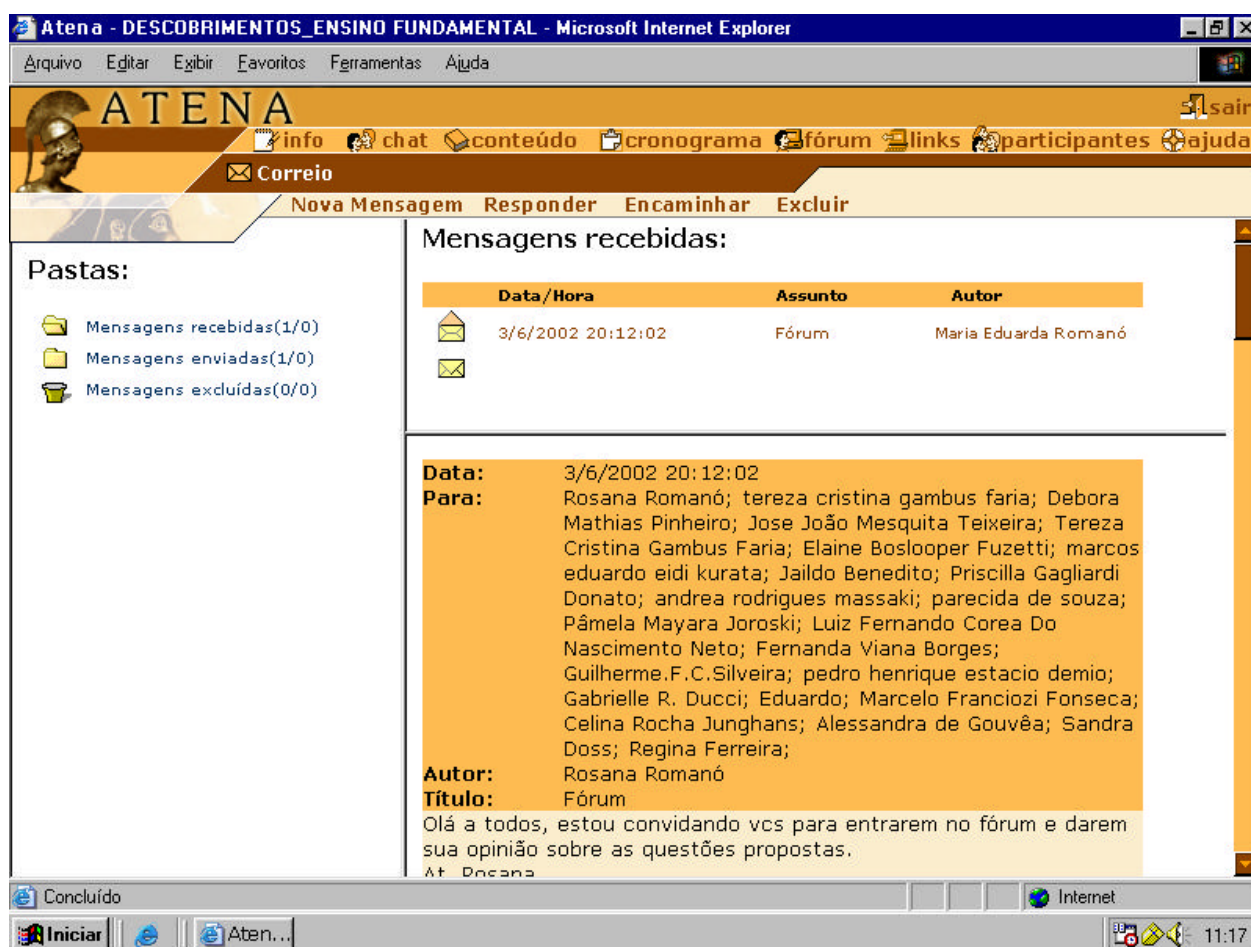 Atena - DESCOBRIMENTOS_ENSINO FUNDAMENTAL - Microsoft Internet Explorer
Arquivo Editar Exibir Favoritos Ferramentas Ajuda
ATENA
sair
info chat conteúdo cronograma fórum links participantes ajuda
Correio
Nova Mensagem Responder Encaminhar Excluir
Pastas:
Mensagens recebidas(1/0)
Mensagens enviadas(1/0)
Mensagens excluídas(0/0)
Mensagens recebidas:
Data/Hora Assunto Autor
3/6/2002 20:12:02 Fórum Maria Eduarda Romanó
Data: 3/6/2002 20:12:02
Para: Rosana Romanó; tereza cristina gambus faria; Debora
Mathias Pinheiro; Jose João Mesquita Teixeira; Tereza
Cristina Gambus Faria; Elaine Boslooper Fuzetti; marcos
eduardo eidi kurata; Jaildo Benedito; Priscilla Gagliardi
Donato; andrea rodrigues massaki; parecida de souza;
Pâmela Mayara Joroski; Luiz Fernando Corea Do
Nascimento Neto; Fernanda Viana Borges;
Guilherme.F.C.Silveira; pedro henrique estacio demio;
Gabrielle R. Ducci; Eduardo; Marcelo Franciozi Fonseca;
Celina Rocha Junghans; Alessandra de Gouvêa; Sandra
Doss; Regina Ferreira;
Autor: Rosana Romanó
Título: Fórum
Olá a todos, estou convidando vcs para entrarem no fórum e darem
sua opinião sobre as questões propostas.
At. Rosana
Concluído
Internet
Iniciar
Aten...
11:17